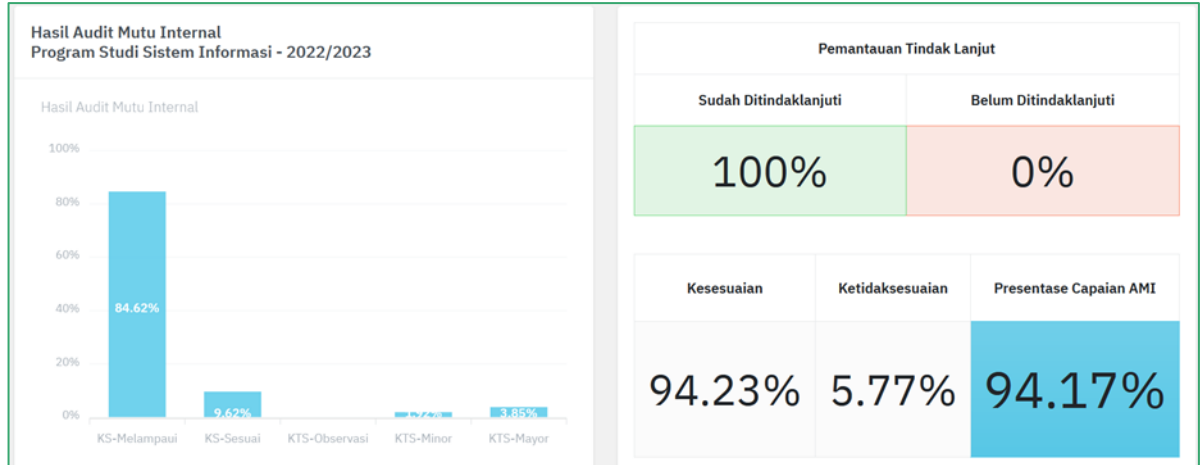 Hasil Audit Mutu Internal
Program Studi Sistem Informasi - 2022/2023
Hasil Audit Mutu Internal
100%
80%
60%
40%
20%
0%
84.62%
9.62%
1.92%
3.85%
KS-Melampaui KS-Sesuai KTS-Observasi KTS-Minor KTS-Mayor
Pemantauan Tindak Lanjut
Sudah Ditindaklanjuti Belum Ditindaklanjuti
100% 0%
Kesesuaian Ketidaksesuaian Presentase Capaian AMI
94.23% 5.77% 94.17%